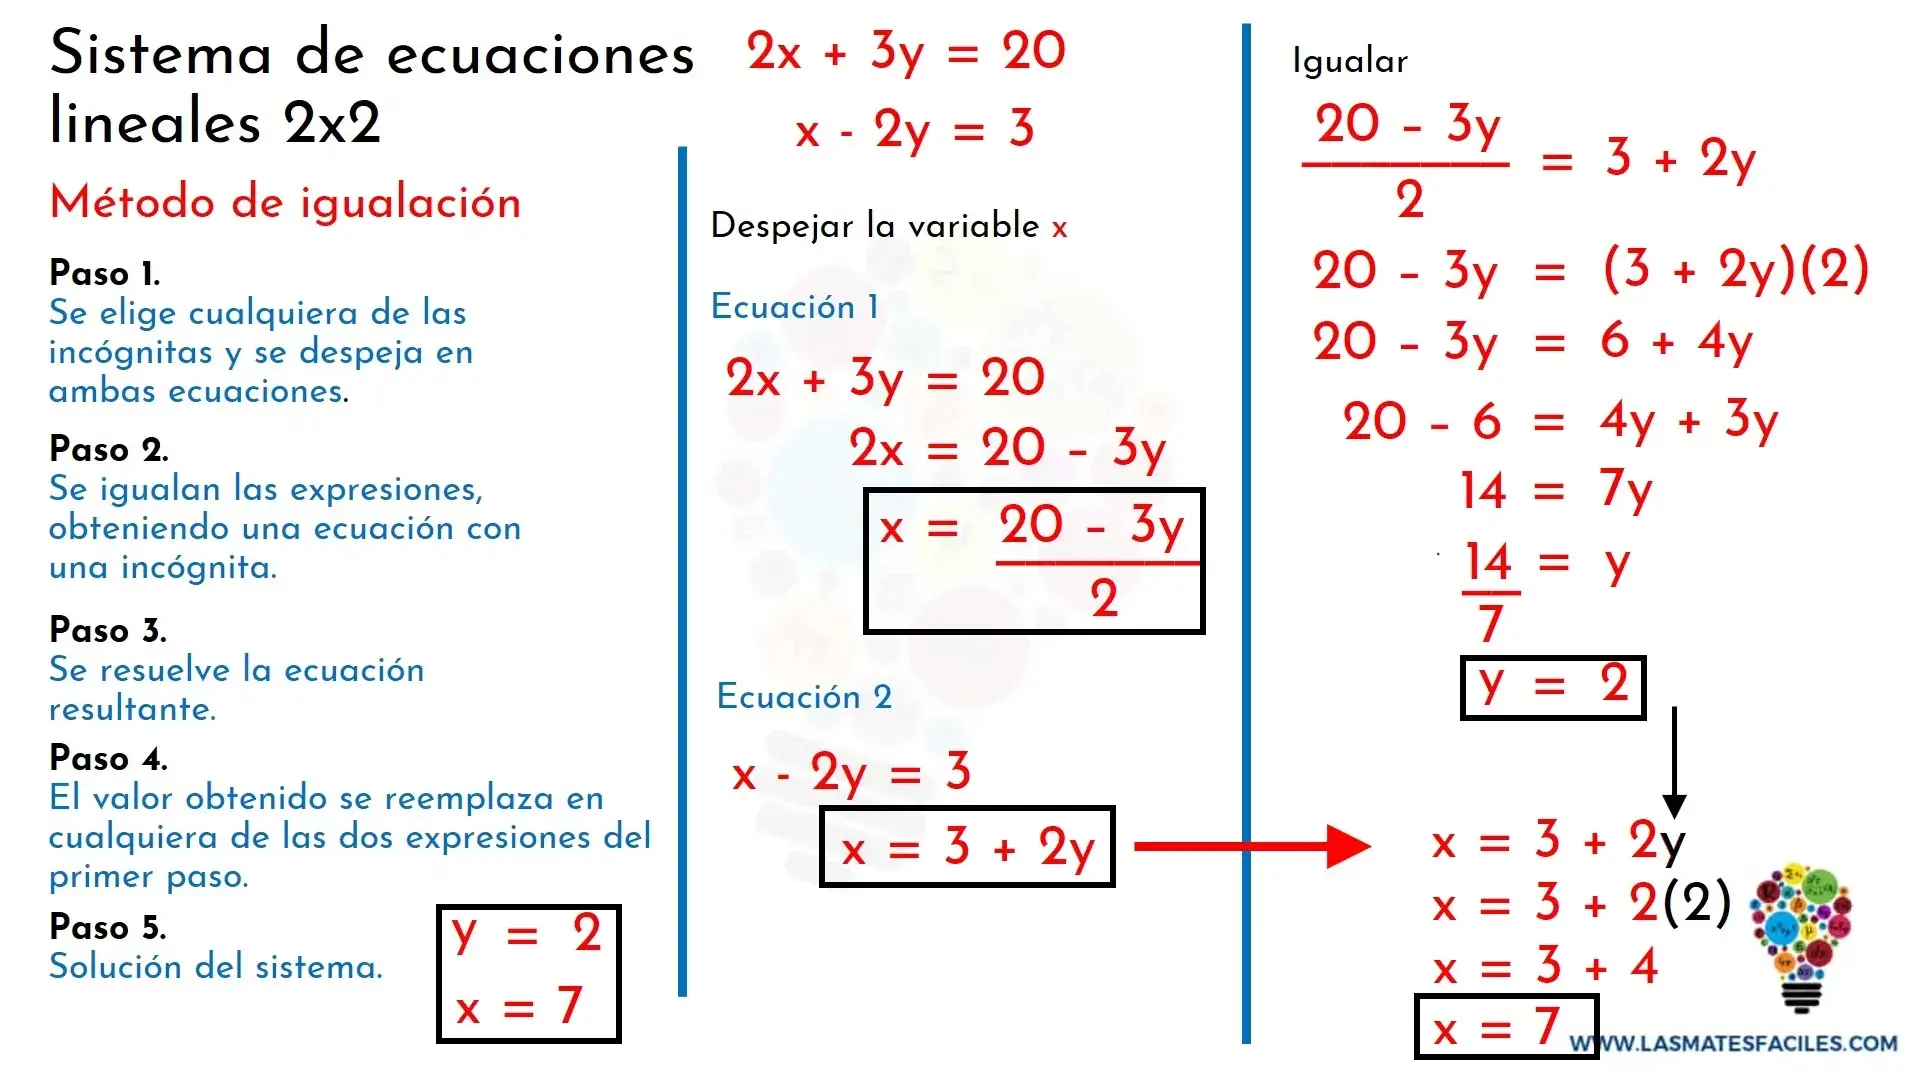 Sistema de ecuaciones
lineales 2x2
Método de igualación
Paso 1.
Se elige cualquiera de las
incógnitas y se despeja en
ambas ecuaciones.
Paso 2.
Se igualan las expresiones,
obteniendo una ecuación con
una incógnita.
Paso 3.
Se resuelve la ecuación
resultante.
Paso 4.
El valor obtenido se reemplaza en
cualquiera de las dos expresiones del
primer paso.
Paso 5.
Solución del sistema.
y = 2
x = 7
2x + 3y = 20
x - 2y = 3
Despejar la variable x
Ecuación 1
2x + 3y = 20
2x = 20 – 3y
x = 20 – 3y
2
Ecuación 2
x - 2y = 3
x = 3 + 2y
Igualar
20 – 3y = 3 + 2y
2
20 – 3y = (3 + 2y)(2)
20 – 3y = 6 + 4y
20 – 6 = 4y + 3y
14 = 7y
14 = y
7
y = 2
x = 3 + 2y
x = 3 + 2(2)
x = 3 + 4
x = 7
WWW.LASMATESFACILES.COM